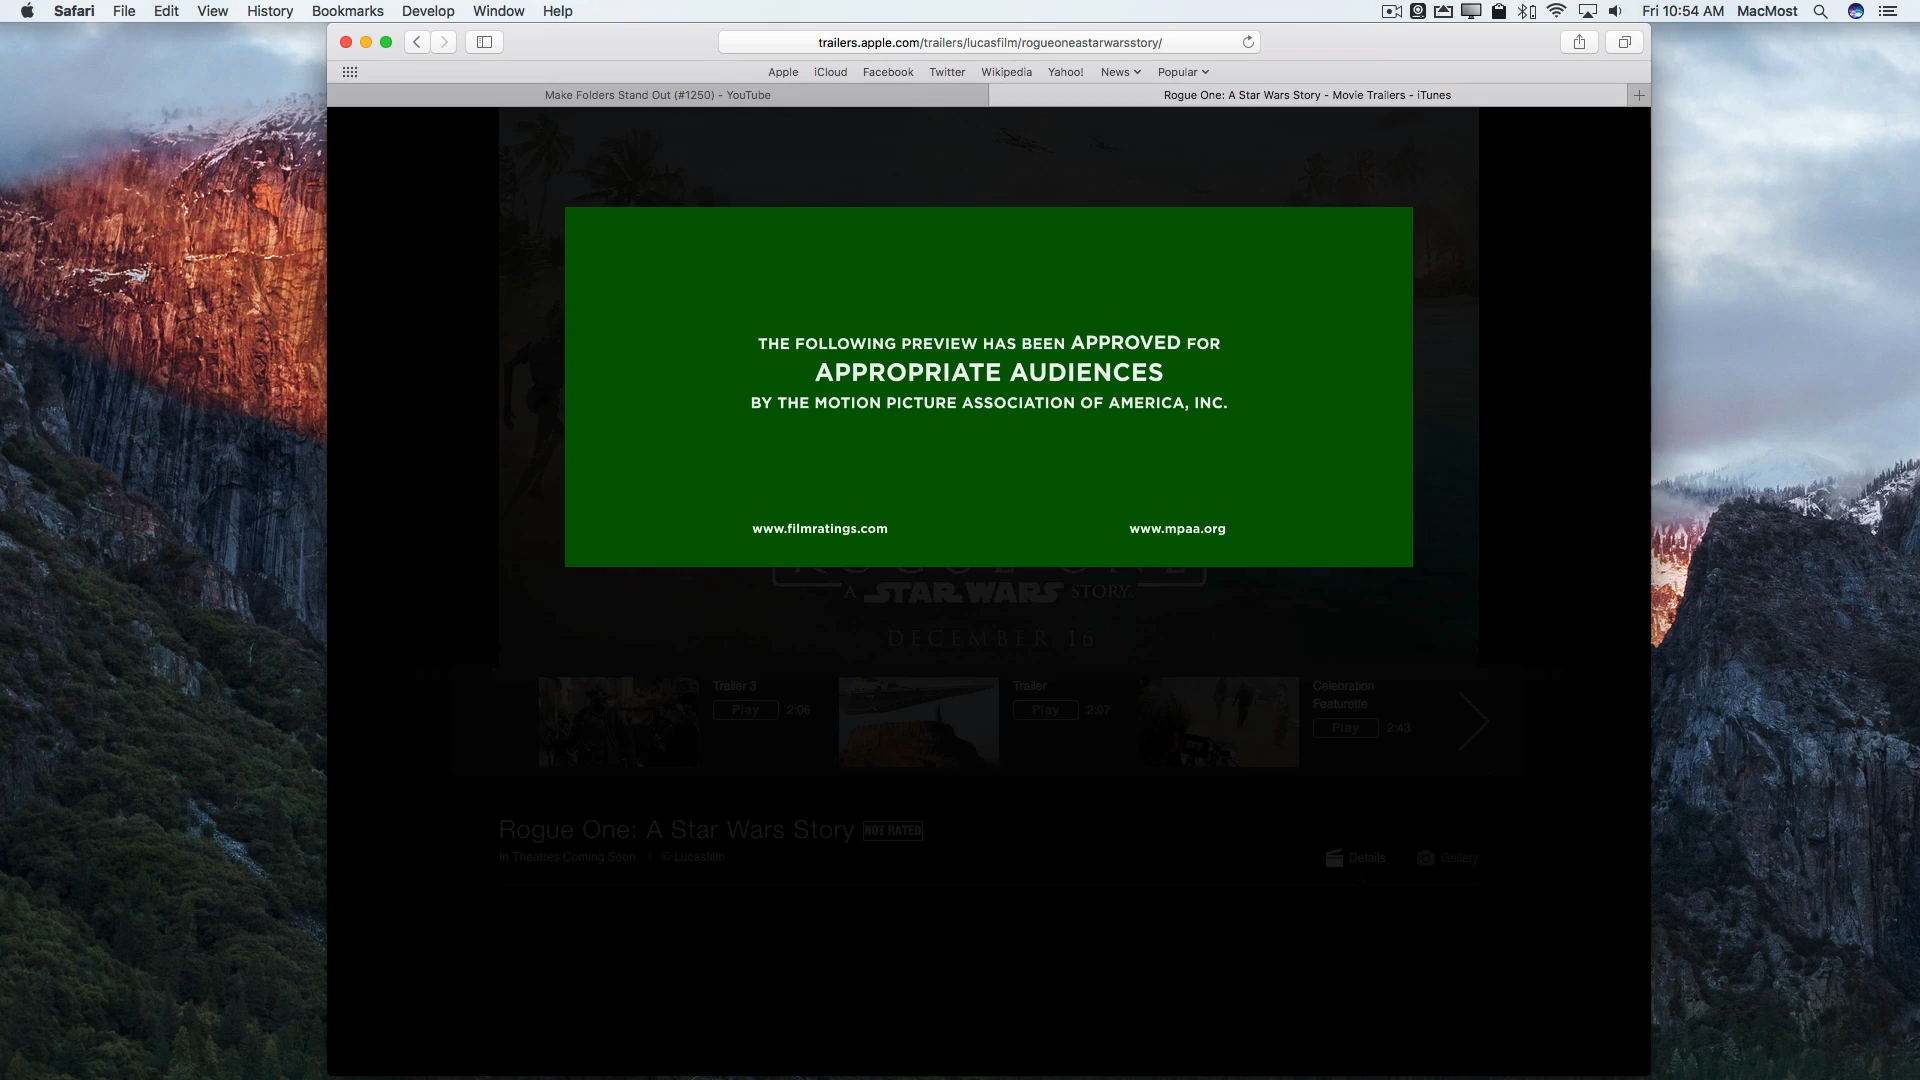 Safari File Edit View History Bookmarks Develop Window Help
Fri 10:54 AM MacMost
trailers.apple.com/trailers/lucasfilm/rogueoneastarwarsstory/
Apple iCloud Facebook Twitter Wikipedia Yahoo! News Popular
Make Folders Stand Out (#1250) - YouTube
Rogue One: A Star Wars Story - Movie Trailers - iTunes
THE FOLLOWING PREVIEW HAS BEEN APPROVED FOR
APPROPRIATE AUDIENCES
BY THE MOTION PICTURE ASSOCIATION OF AMERICA, INC.
www.filmratings.com www.mpaa.org
A STAR WARS STORY
DECEMBER 16
Trailer 3
Play 2:06
Trailer
Play 2:07
Celebration
Featurette
Play 2:43
Rogue One: A Star Wars Story NOT RATED
In Theatres Coming Soon | © Lucasfilm
Details Gallery